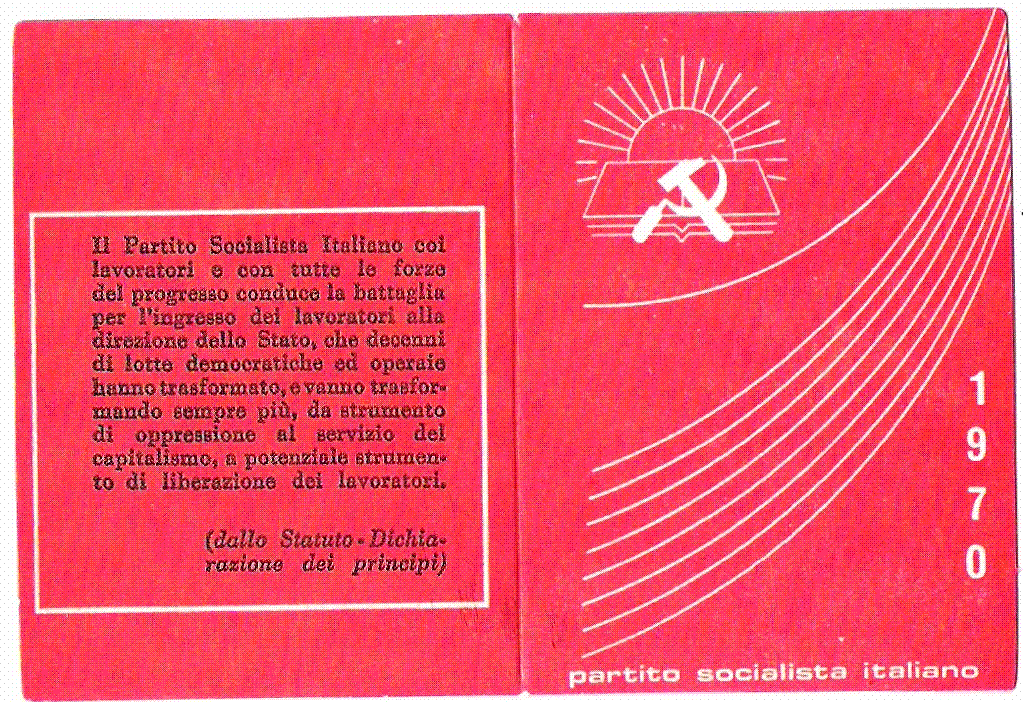 Il Partito Socialista Italiano coi
lavoratori e con tutte le forze
del progresso conduce la battaglia
per l'ingresso dei lavoratori alla
direzione dello Stato, che decenni
di lotte democratiche ed operaie
hanno trasformato, e vanno trasfor-
mando sempre più, da strumento
di oppressione al servizio del
capitalismo, a potenziale strumen-
to di liberazione dei lavoratori.
(dallo Statuto - Dichia-
razione dei principi)
1
9
7
0
partito socialista italiano